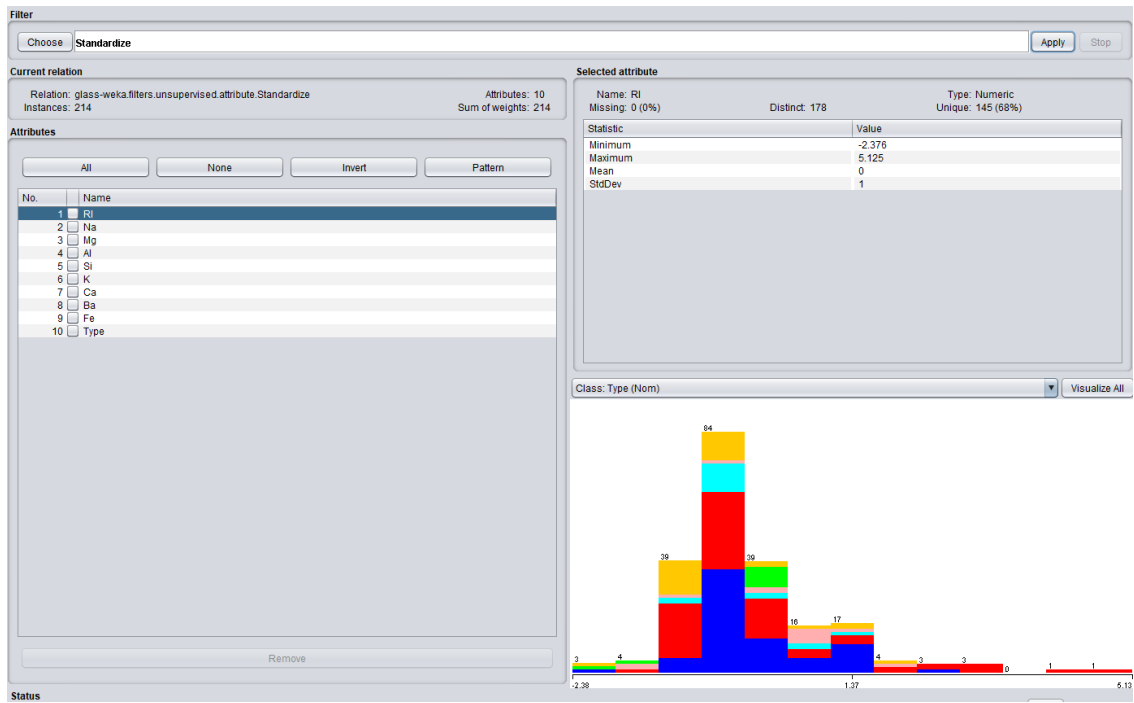 Filter
Choose Standardize Apply Stop
Current relation
Relation: glass-weka.filters.unsupervised.attribute.Standardize Attributes: 10
Instances: 214 Sum of weights: 214
Attributes
All None Invert Pattern
No. Name
1 RI
2 Na
3 Mg
4 Al
5 Si
6 K
7 Ca
8 Ba
9 Fe
10 Type
Remove
Status
Selected attribute
Name: RI Type: Numeric
Missing: 0 (0%) Distinct: 178 Unique: 145 (68%)
Statistic Value
Minimum -2.376
Maximum 5.125
Mean 0
StdDev 1
Class: Type (Nom) Visualize All
84
39 39
16 17
3 4 4 3 3 0 1 1
-2.38 1.37 5.13